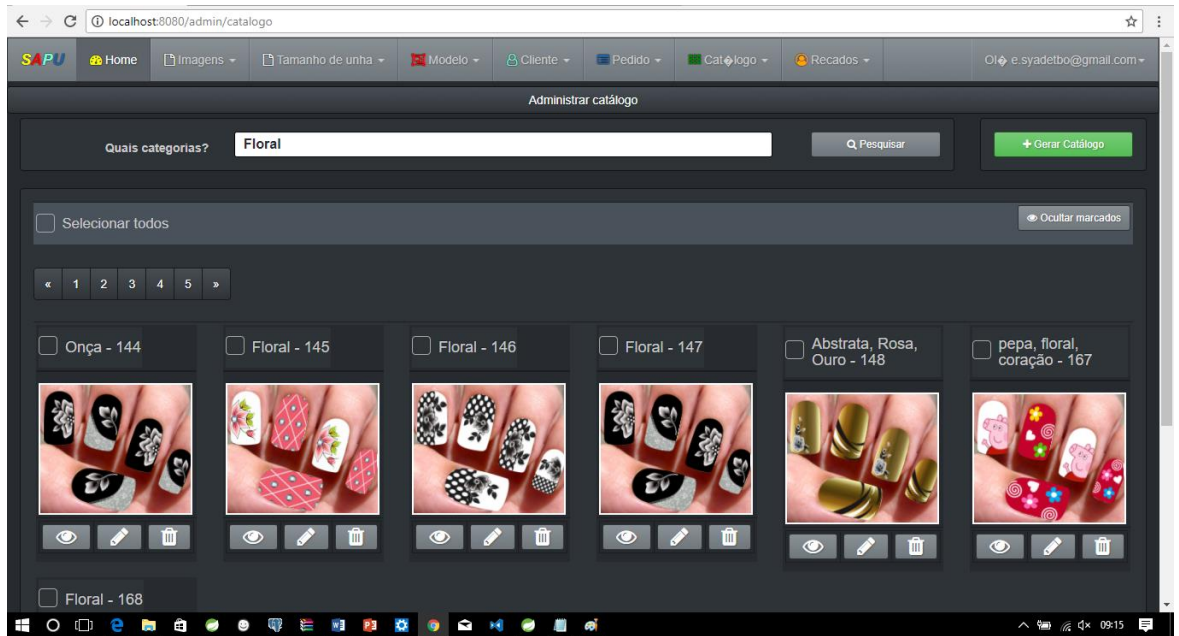 localhost:8080/admin/catalogo
SAPU Home Imagens Tamanho de unha Modelo Cliente Pedido Cat�logo Recados Ol� e.syadetbo@gmail.com
Administrar catálogo
Quais categorias? Floral Pesquisar + Gerar Catálogo
Selecionar todos Ocultar marcados
« 1 2 3 4 5 »
Onça - 144
Floral - 145
Floral - 146
Floral - 147
Abstrata, Rosa,
Ouro - 148
pepa, floral,
coração - 167
Floral - 168
09:15